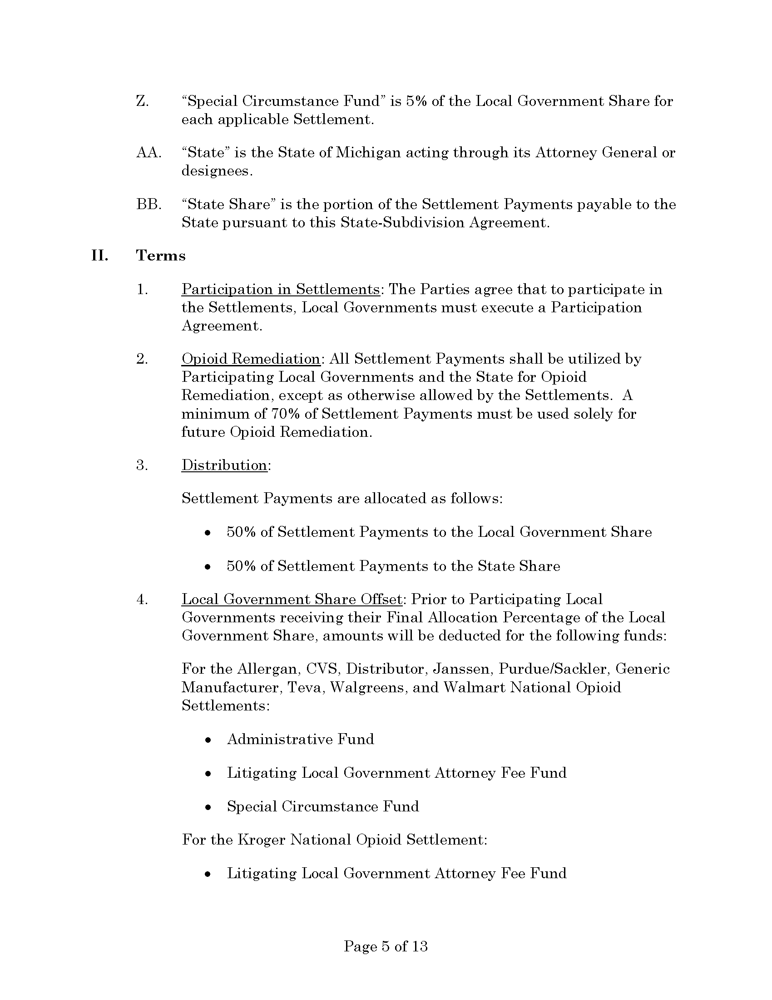 Z. “Special Circumstance Fund” is 5% of the Local Government Share for
each applicable Settlement.
AA. “State” is the State of Michigan acting through its Attorney General or
designees.
BB. “State Share” is the portion of the Settlement Payments payable to the
State pursuant to this State-Subdivision Agreement.
II. Terms
1. Participation in Settlements: The Parties agree that to participate in
the Settlements, Local Governments must execute a Participation
Agreement.
2. Opioid Remediation: All Settlement Payments shall be utilized by
Participating Local Governments and the State for Opioid
Remediation, except as otherwise allowed by the Settlements.  A
minimum of 70% of Settlement Payments must be used solely for
future Opioid Remediation.
3. Distribution:
Settlement Payments are allocated as follows:
• 50% of Settlement Payments to the Local Government Share
• 50% of Settlement Payments to the State Share
4. Local Government Share Offset: Prior to Participating Local
Governments receiving their Final Allocation Percentage of the Local
Government Share, amounts will be deducted for the following funds:
For the Allergan, CVS, Distributor, Janssen, Purdue/Sackler, Generic
Manufacturer, Teva, Walgreens, and Walmart National Opioid
Settlements:
• Administrative Fund
• Litigating Local Government Attorney Fee Fund
• Special Circumstance Fund
For the Kroger National Opioid Settlement:
• Litigating Local Government Attorney Fee Fund
Page 5 of 13